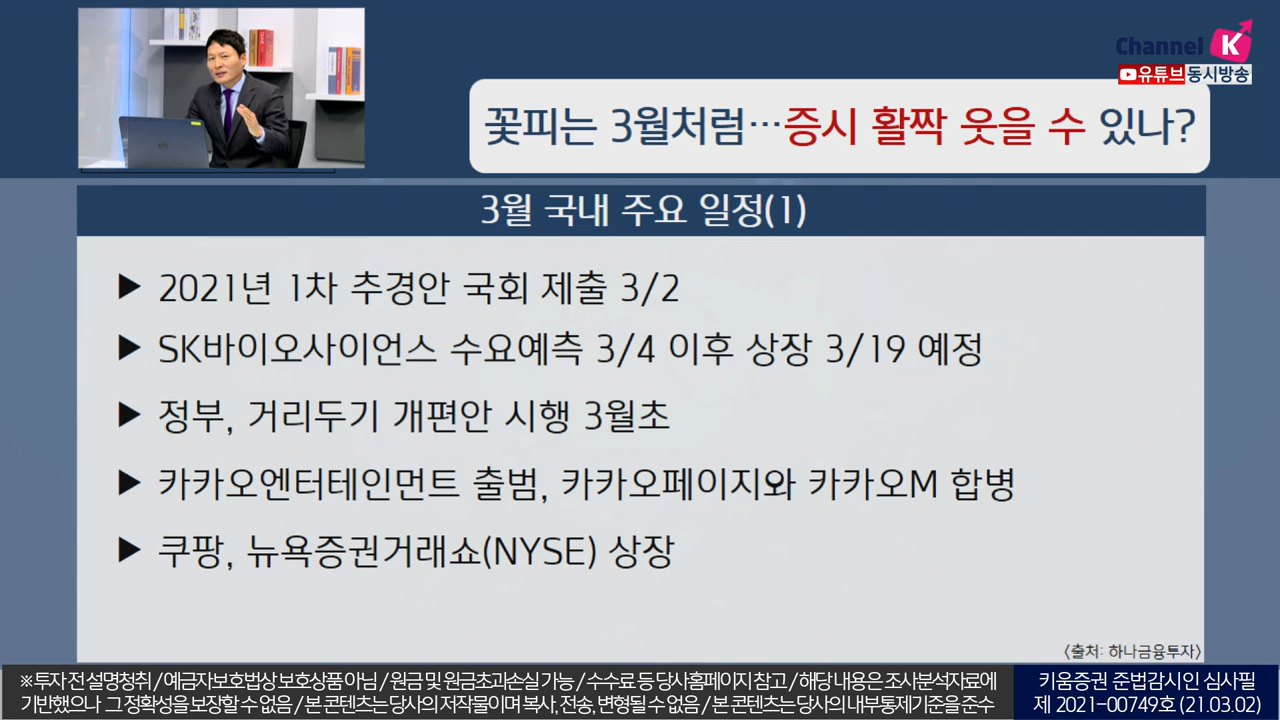 Channel K
유튜브 동시방송
꽃피는 3월처럼…증시 활짝 웃을 수 있나?
3월 국내 주요 일정(1)
▶ 2021년 1차 추경안 국회 제출 3/2
▶ SK바이오사이언스 수요예측 3/4 이후 상장 3/19 예정
▶ 정부, 거리두기 개편안 시행 3월초
▶ 카카오엔터테인먼트 출범, 카카오페이지와 카카오M 합병
▶ 쿠팡, 뉴욕증권거래쇼(NYSE) 상장
〈출처: 하나금융투자〉
※투자 전 설명청취 / 예금자보호법상 보호상품 아님 / 원금 및 원금초과손실 가능 / 수수료 등 당사홈페이지 참고 / 해당 내용은 조사분석자료에
기반했으나 그 정확성을 보장할 수 없음 / 본 콘텐츠는 당사의 저작물이며 복사, 전송, 변형될 수 없음 / 본 콘텐츠는 당사의 내부통제기준을 준수
키움증권 준법감시인 심사필
제 2021-00749호 (21.03.02)